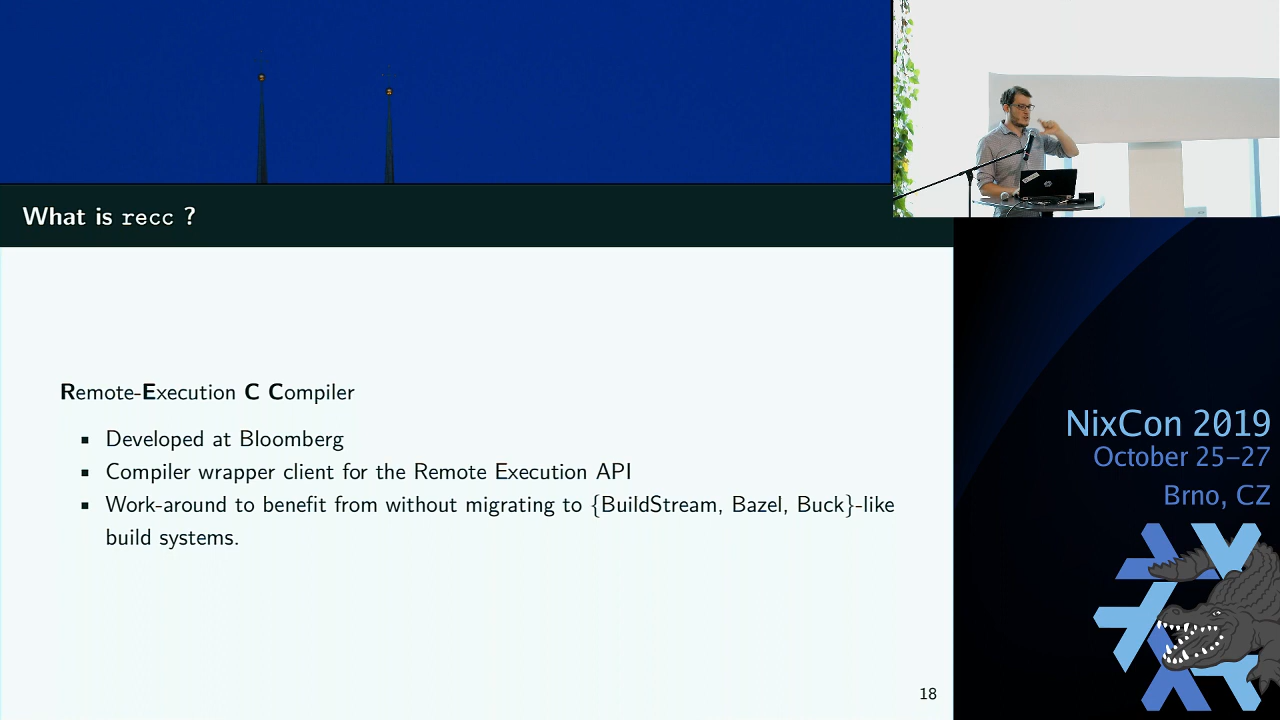 What is recc ?
Remote-Execution C Compiler
▪ Developed at Bloomberg
▪ Compiler wrapper client for the Remote Execution API
▪ Work-around to benefit from without migrating to {BuildStream, Bazel, Buck}-like
build systems.
18
NixCon 2019
October 25–27
Brno, CZ